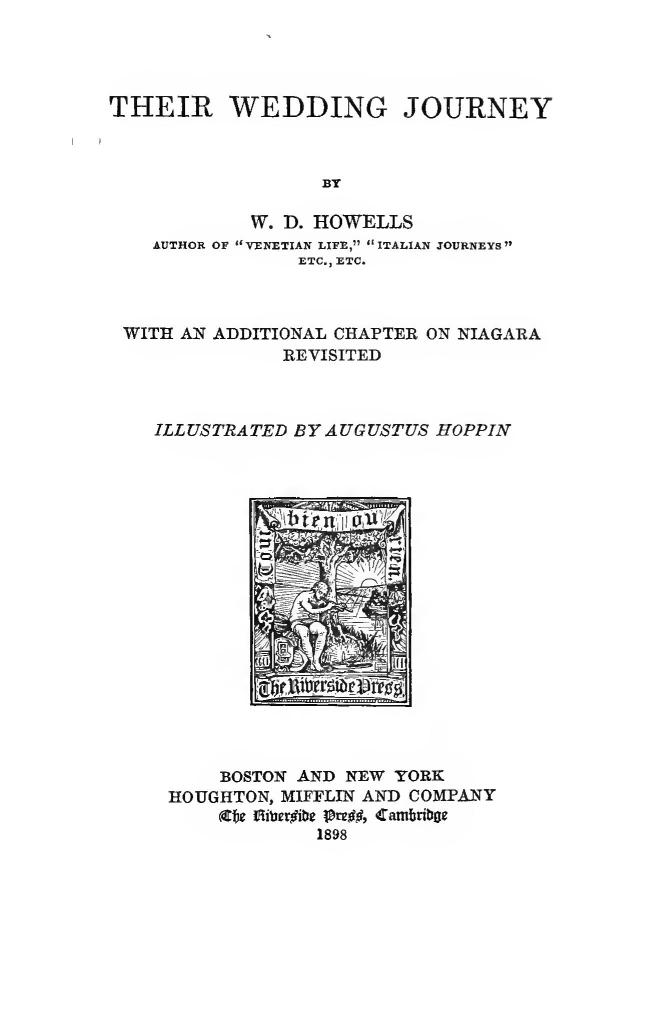 THEIR WEDDING JOURNEY
BY
W. D. HOWELLS
AUTHOR OF "VENETIAN LIFE," "ITALIAN JOURNEYS"
ETC., ETC.
WITH AN ADDITIONAL CHAPTER ON NIAGARA
REVISITED
ILLUSTRATED BY AUGUSTUS HOPPIN
Tout
bien ou
rien.
The Riverside Press.
BOSTON AND NEW YORK
HOUGHTON, MIFFLIN AND COMPANY
The Riverside Press, Cambridge
1898